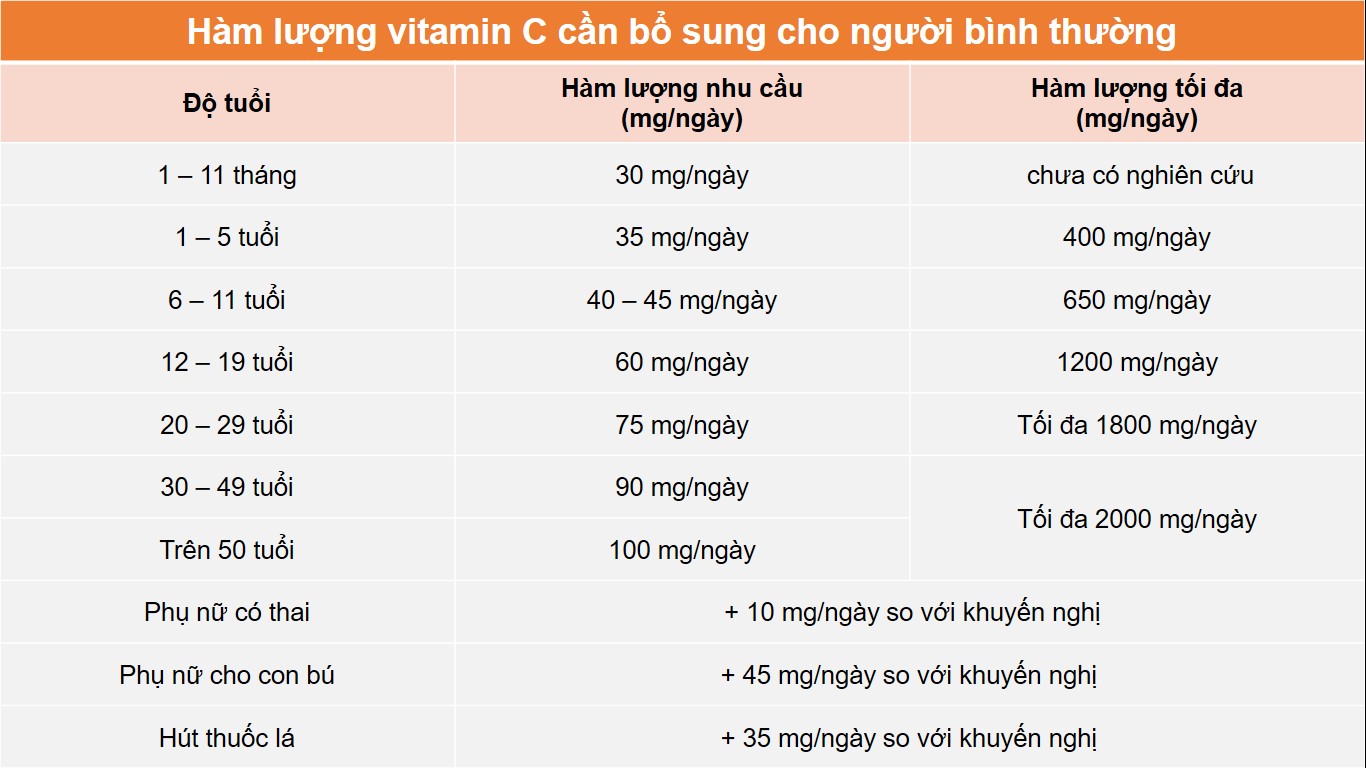 Hàm lượng vitamin C cần bổ sung cho người bình thường
Độ tuổi
Hàm lượng nhu cầu
(mg/ngày)
Hàm lượng tối đa
(mg/ngày)
1 – 11 tháng
30 mg/ngày
chưa có nghiên cứu
1 – 5 tuổi
35 mg/ngày
400 mg/ngày
6 – 11 tuổi
40 – 45 mg/ngày
650 mg/ngày
12 – 19 tuổi
60 mg/ngày
1200 mg/ngày
20 – 29 tuổi
75 mg/ngày
Tối đa 1800 mg/ngày
30 – 49 tuổi
90 mg/ngày
Tối đa 2000 mg/ngày
Trên 50 tuổi
100 mg/ngày
Phụ nữ có thai
+ 10 mg/ngày so với khuyến nghị
Phụ nữ cho con bú
+ 45 mg/ngày so với khuyến nghị
Hút thuốc lá
+ 35 mg/ngày so với khuyến nghị